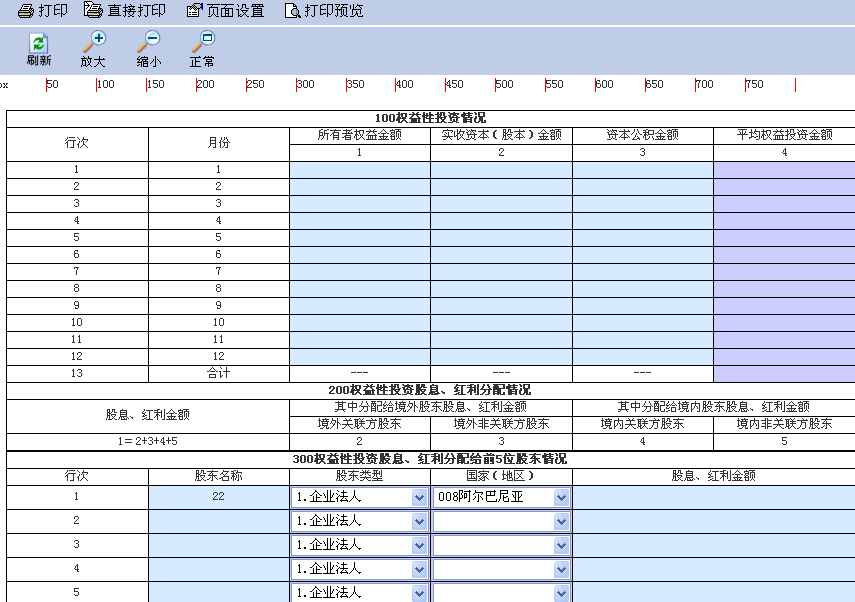 打印 直接打印 页面设置 打印预览
刷新 放大 缩小 正常
50 100 150 200 250 300 350 400 450 500 550 600 650 700 750
100权益性投资情况
行次 月份 所有者权益金额 实收资本(股本)金额 资本公积金额 平均权益投资金额
1 2 3 4
1 1
2 2
3 3
4 4
5 5
6 6
7 7
8 8
9 9
10 10
11 11
12 12
13 合计 --- --- ---
200权益性投资股息、红利分配情况
股息、红利金额 其中分配给境外股东股息、红利金额 其中分配给境内股东股息、红利金额
境外关联方股东 境外非关联方股东 境内关联方股东 境内非关联方股东
1=2+3+4+5 2 3 4 5
300权益性投资股息、红利分配给前5位股东情况
行次 股东名称 股东类型 国家(地区) 股息、红利金额
1 22 1.企业法人 008阿尔巴尼亚
2 1.企业法人
3 1.企业法人
4 1.企业法人
5 1.企业法人